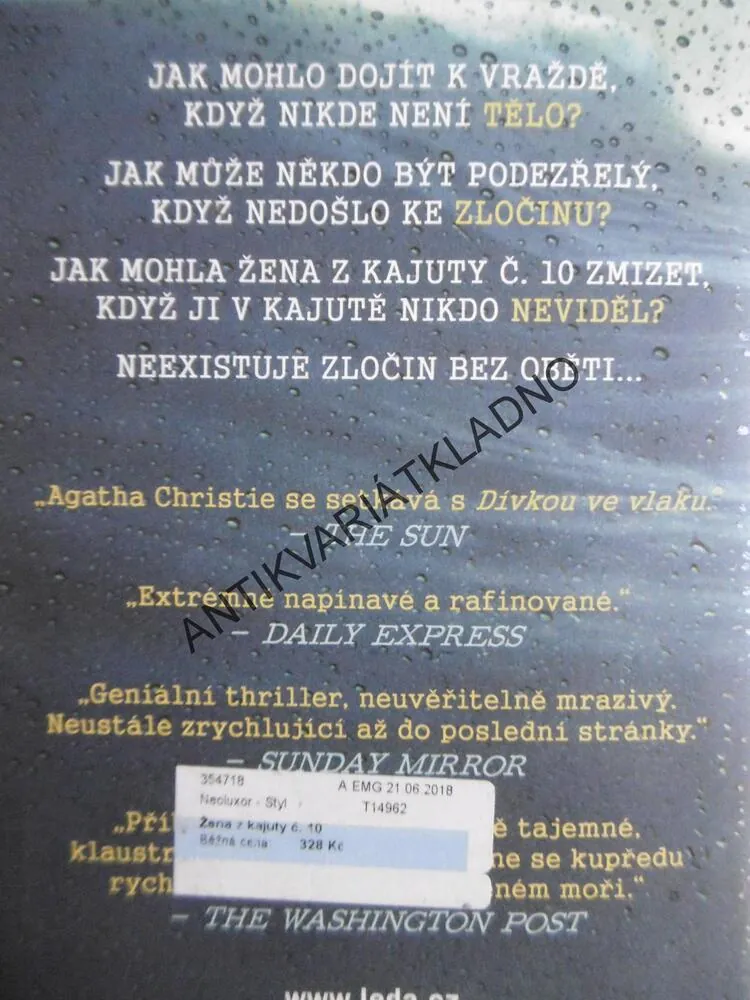 JAK MOHLO DOJÍT K VRAŽDĚ,
KDYŽ NIKDE NENÍ TĚLO?
JAK MŮŽE NĚKDO BÝT PODEZŘELÝ,
KDYŽ NEDOŠLO KE ZLOČINU?
JAK MOHLA ŽENA Z KAJUTY Č. 10 ZMIZET,
KDYŽ JI V KAJUTĚ NIKDO NEVIDĚL?
NEEXISTUJE ZLOČIN BEZ OBĚTI...
ANTIKVARIÁTKLADNO
„Agatha Christie se setkává s Dívkou ve vlaku.“
– THE SUN
„Extrémně napínavé a rafinované.“
– DAILY EXPRESS
„Geniální thriller, neuvěřitelně mrazivý.
Neustále zrychlující až do poslední stránky.“
– SUNDAY MIRROR
354718 A EMG 21.06.2018
Neoluxor - Styl T14962
Žena z kajuty č. 10
Běžná cena: 328 Kč
tajemné,
se kupředu
moři.“
– THE WASHINGTON POST
www.leda.cz